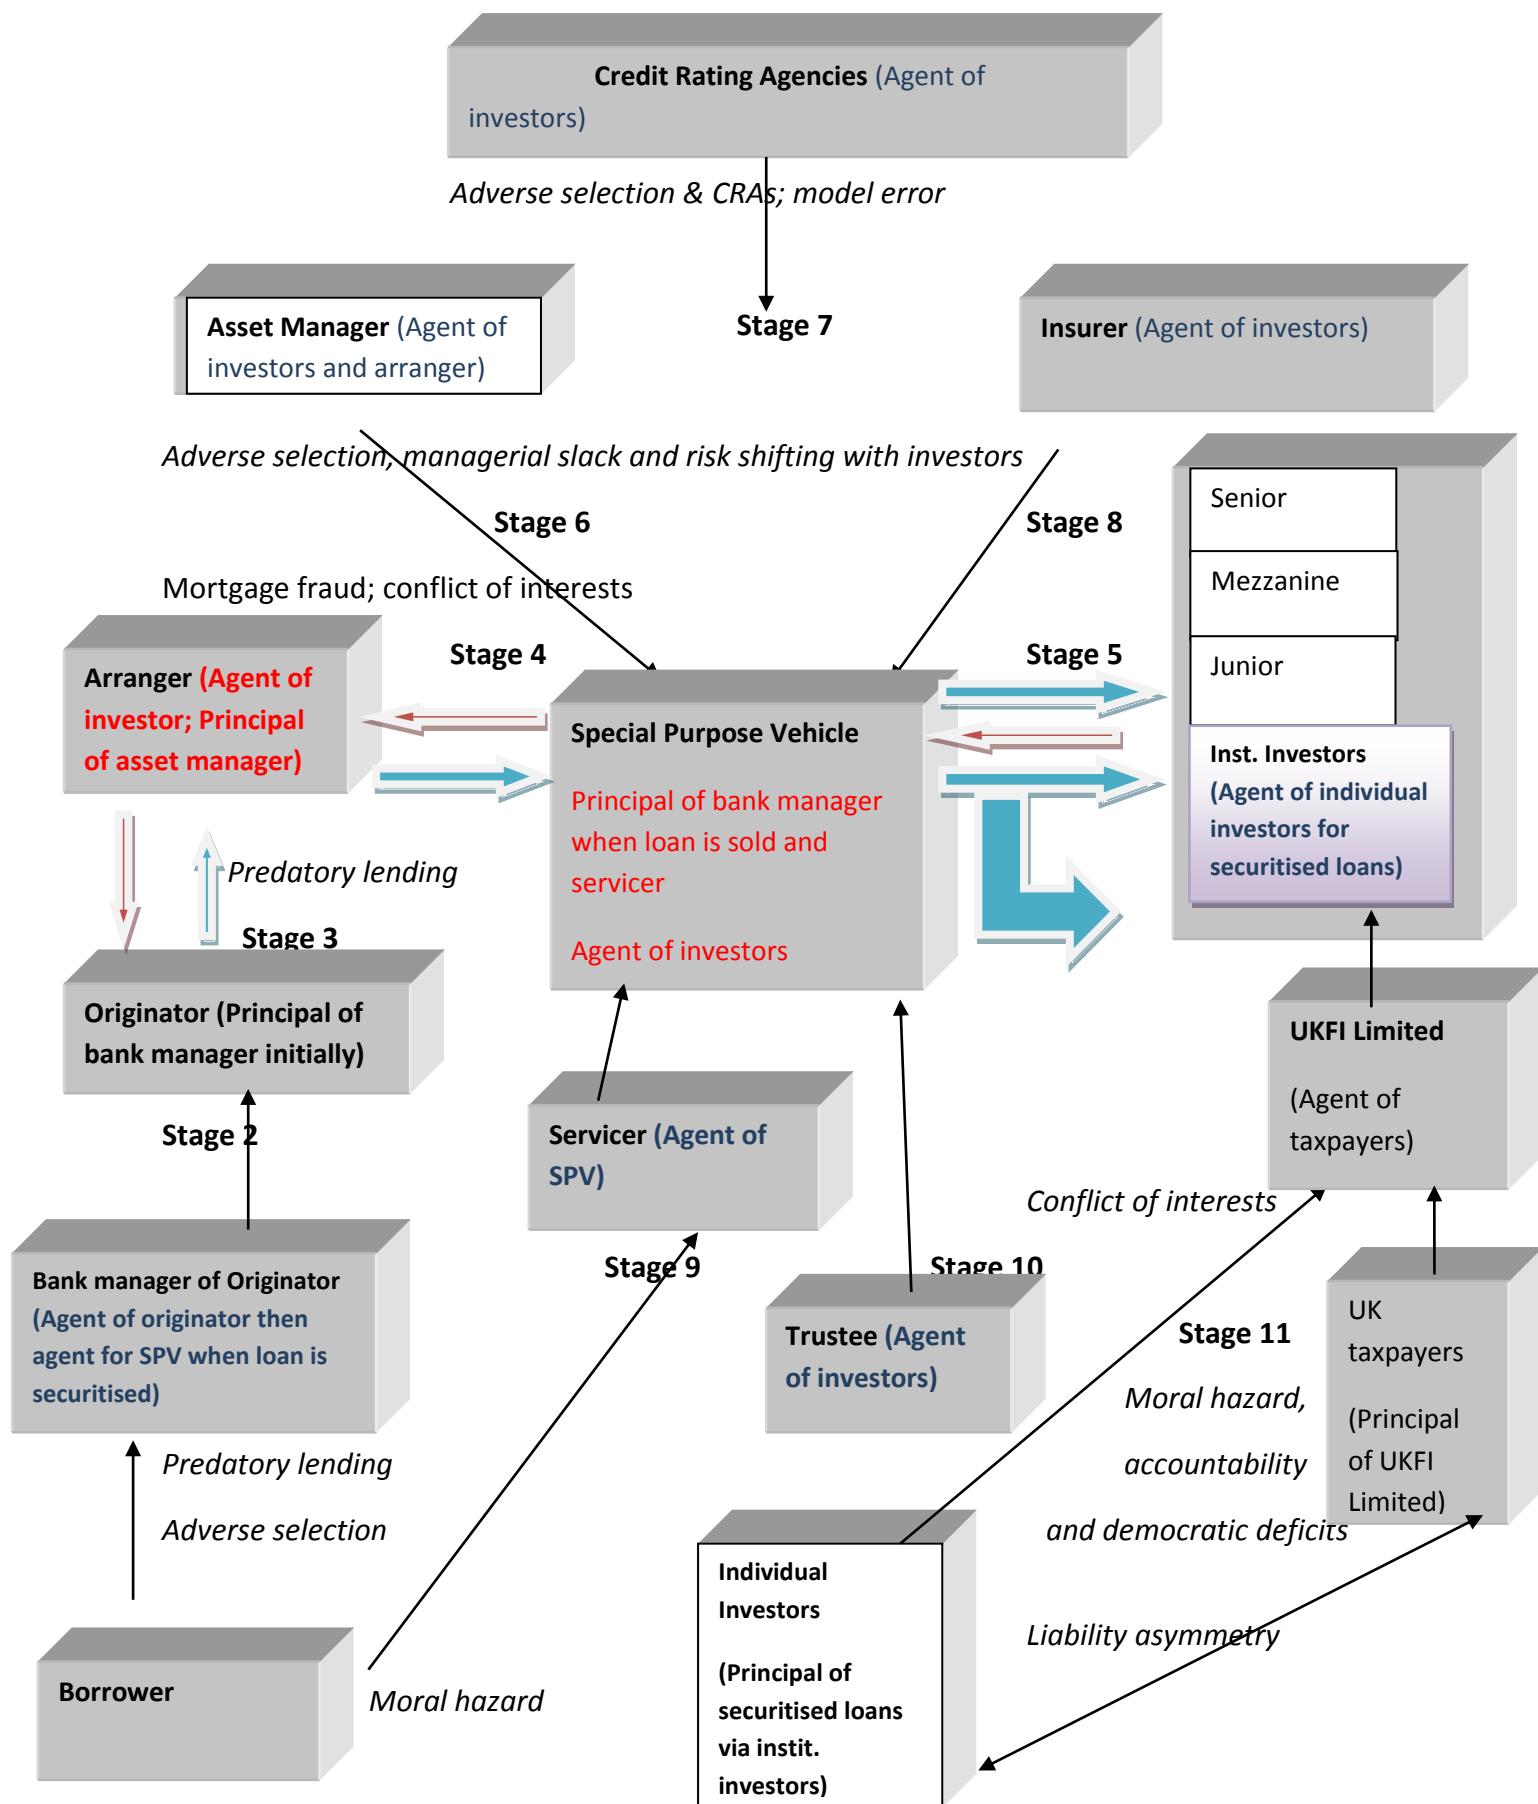 Credit Rating Agencies (Agent of
investors)
Adverse selection & CRAs; model error
Asset Manager (Agent of
investors and arranger)
Stage 7
Insurer (Agent of investors)
Adverse selection, managerial slack and risk shifting with investors
Senior
Stage 6
Stage 8
Mezzanine
Mortgage fraud; conflict of interests
Stage 4
Stage 5
Junior
Arranger (Agent of
investor; Principal
of asset manager)
Special Purpose Vehicle
Principal of bank manager
when loan is sold and
servicer
Agent of investors
Inst. Investors
(Agent of individual
investors for
securitised loans)
Predatory lending
Stage 3
Originator (Principal of
bank manager initially)
UKFI Limited
(Agent of
taxpayers)
Stage 2
Servicer (Agent of
SPV)
Conflict of interests
Stage 9
Stage 10
Bank manager of Originator
(Agent of originator then
agent for SPV when loan is
securitised)
Trustee (Agent
of investors)
Stage 11
UK
taxpayers
(Principal
of UKFI
Limited)
Moral hazard,
accountability
and democratic deficits
Predatory lending
Adverse selection
Individual
Investors
(Principal of
securitised loans
via instit.
investors)
Liability asymmetry
Borrower
Moral hazard